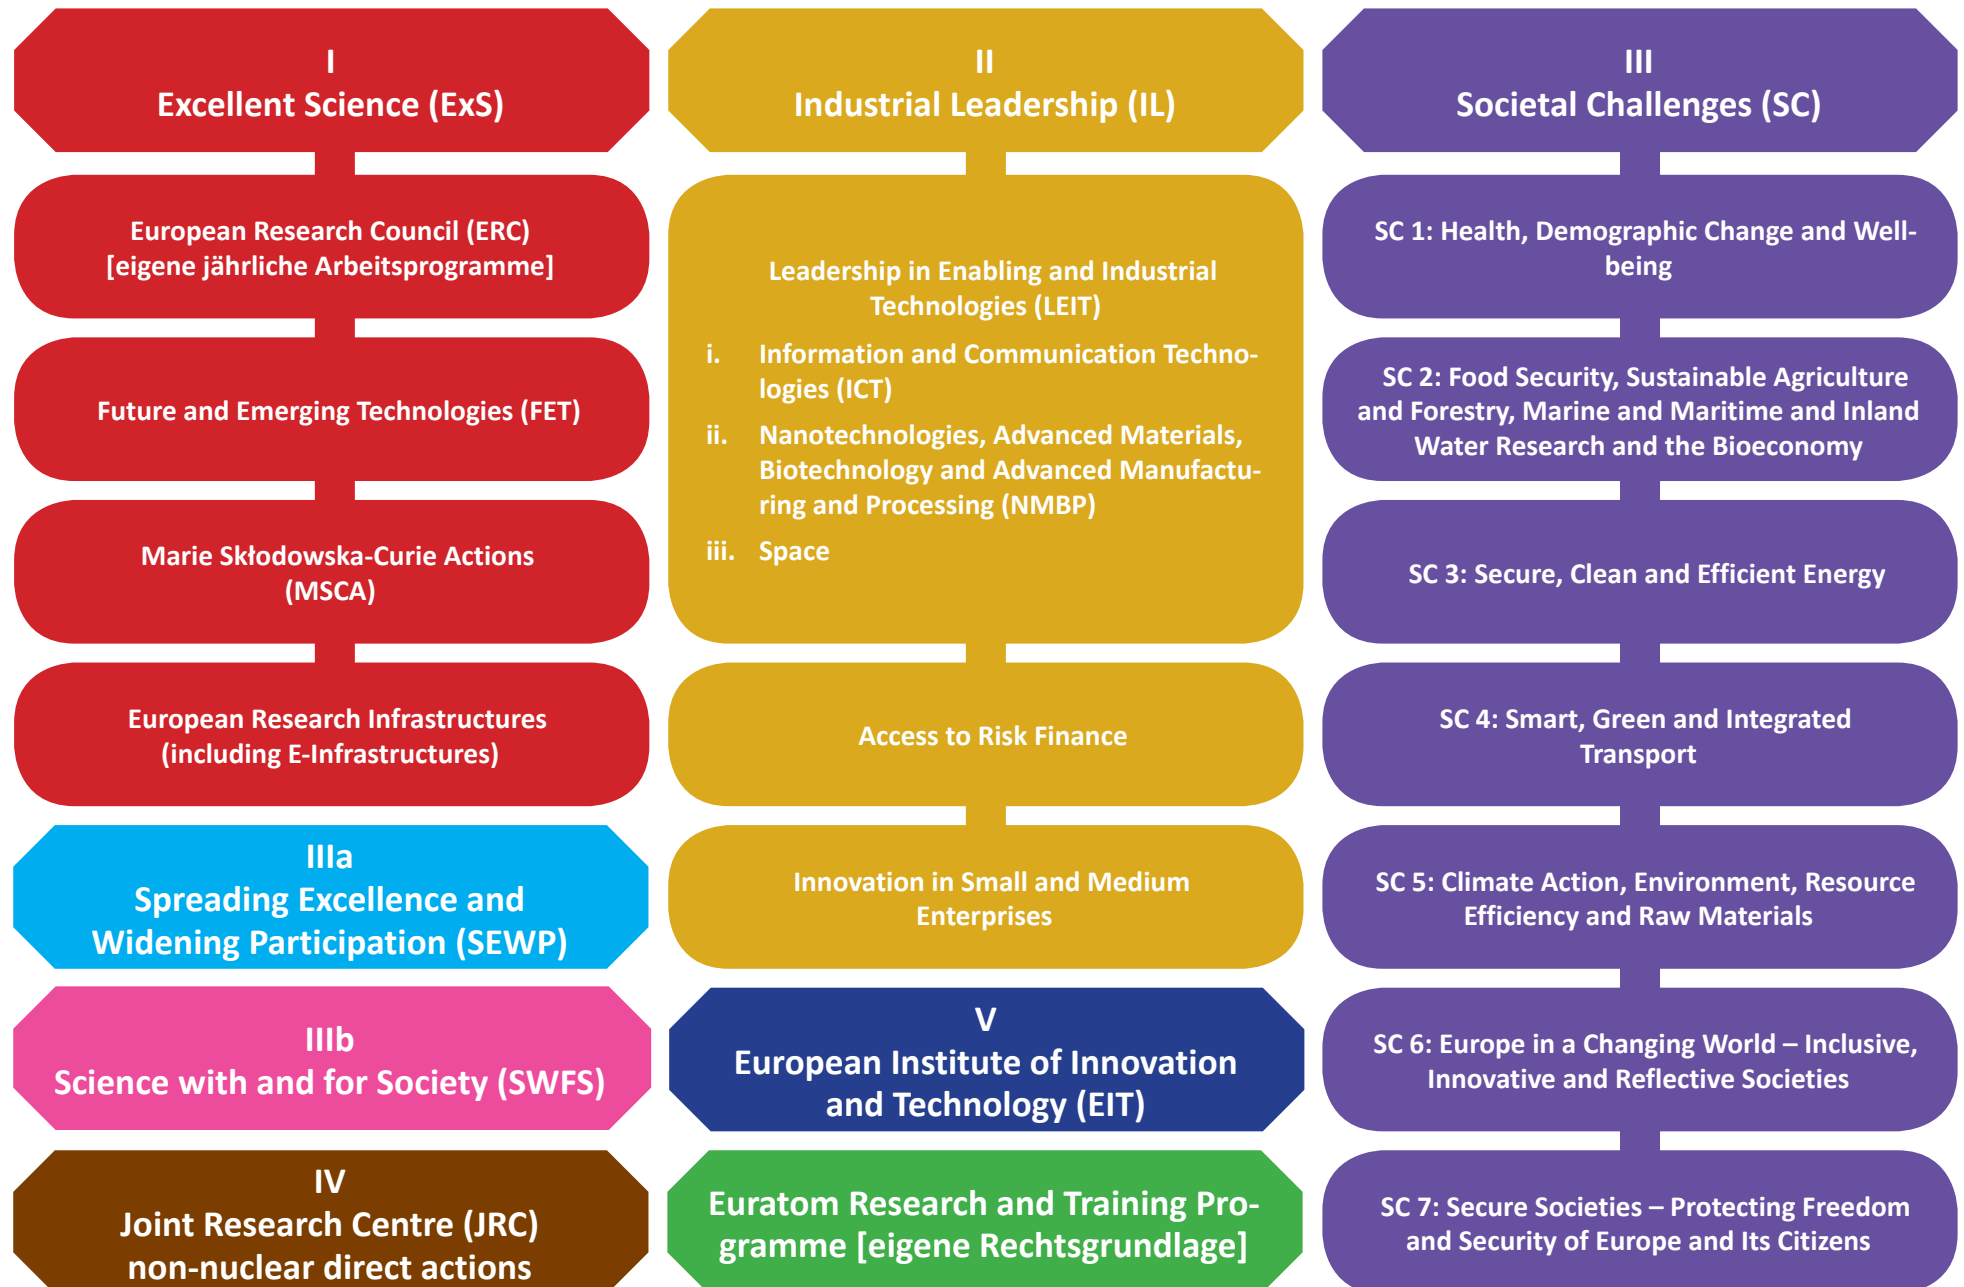 I
Excellent Science (ExS)
European Research Council (ERC)
[eigene jährliche Arbeitsprogramme]
Future and Emerging Technologies (FET)
Marie Skłodowska-Curie Actions
(MSCA)
European Research Infrastructures
(including E-Infrastructures)
IIIa
Spreading Excellence and
Widening Participation (SEWP)
IIIb
Science with and for Society (SWFS)
IV
Joint Research Centre (JRC)
non-nuclear direct actions
II
Industrial Leadership (IL)
Leadership in Enabling and Industrial
Technologies (LEIT)
i. Information and Communication Techno-
logies (ICT)
ii. Nanotechnologies, Advanced Materials,
Biotechnology and Advanced Manufactu-
ring and Processing (NMBP)
iii. Space
Access to Risk Finance
Innovation in Small and Medium
Enterprises
V
European Institute of Innovation
and Technology (EIT)
Euratom Research and Training Pro-
gramme [eigene Rechtsgrundlage]
III
Societal Challenges (SC)
SC 1: Health, Demographic Change and Well-
being
SC 2: Food Security, Sustainable Agriculture
and Forestry, Marine and Maritime and Inland
Water Research and the Bioeconomy
SC 3: Secure, Clean and Efficient Energy
SC 4: Smart, Green and Integrated
Transport
SC 5: Climate Action, Environment, Resource
Efficiency and Raw Materials
SC 6: Europe in a Changing World – Inclusive,
Innovative and Reflective Societies
SC 7: Secure Societies – Protecting Freedom
and Security of Europe and Its Citizens